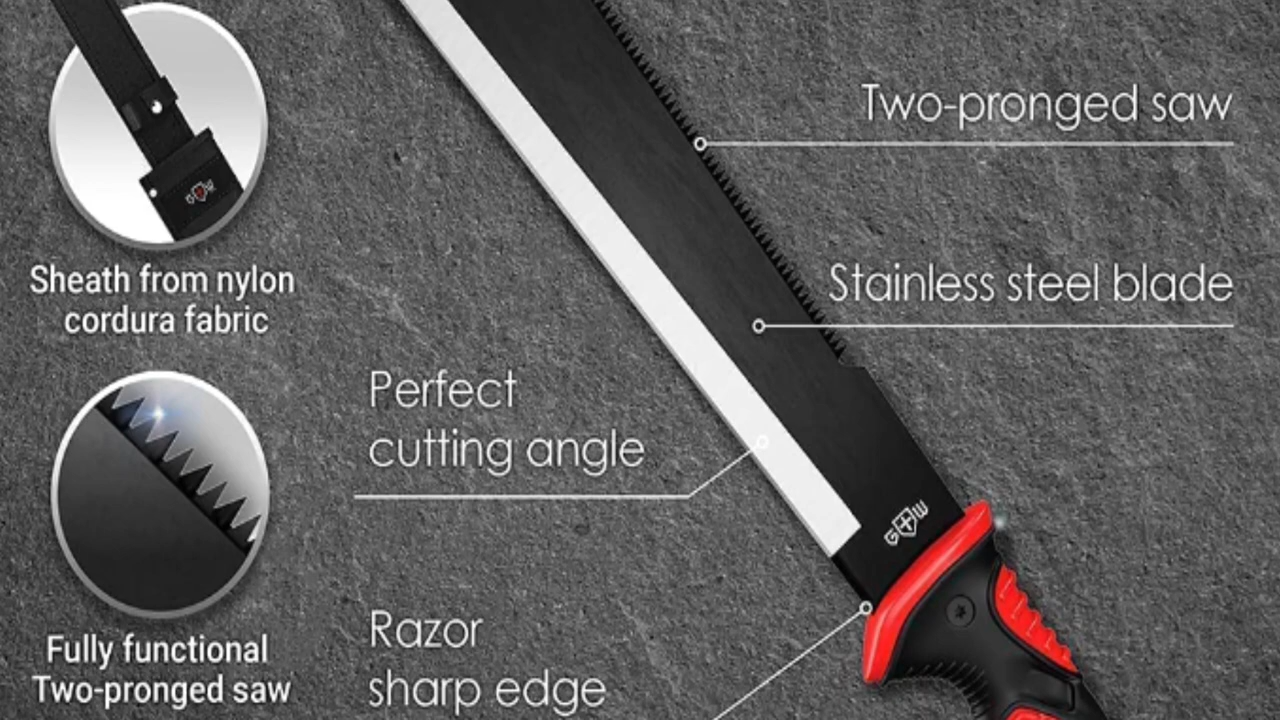 Two-pronged saw
Stainless steel blade
Sheath from nylon
cordura fabric
Perfect
cutting angle
G W
Fully functional
Two-pronged saw
Razor
sharp edge